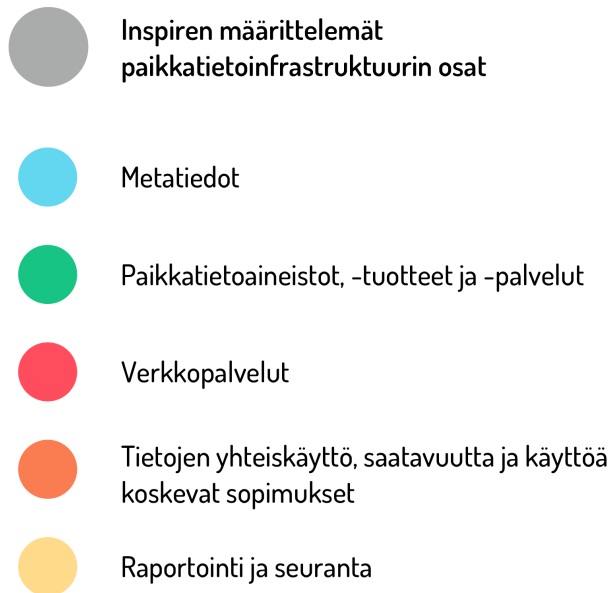 Inspiren määrittelemät
paikkatietoinfrastruktuurin osat
Metatiedot
Paikkatietoaineistot, -tuotteet ja -palvelut
Verkkopalvelut
Tietojen yhteiskäyttö, saatavuutta ja käyttöä
koskevat sopimukset
Raportointi ja seuranta